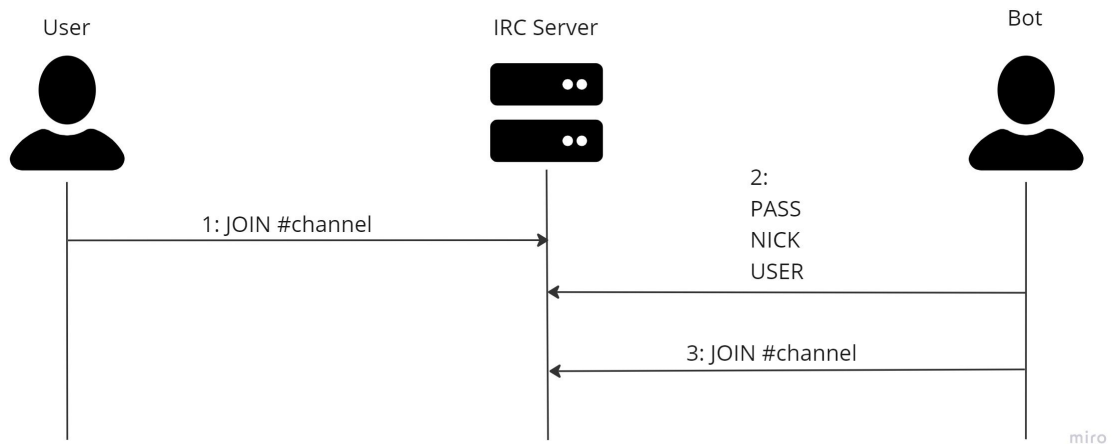 User
IRC Server
Bot
1: JOIN #channel
2:
PASS
NICK
USER
3: JOIN #channel
miro